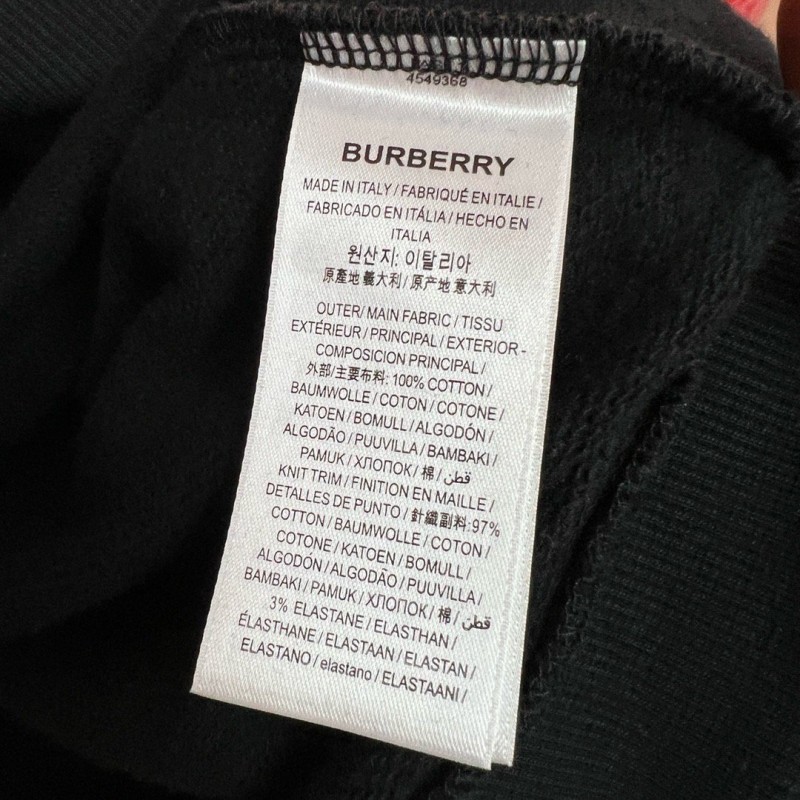 4549368
BURBERRY
MADE IN ITALY / FABRIQUÉ EN ITALIE /
FABRICADO EN ITÁLIA / HECHO EN
ITALIA
원산지: 이탈리아
原產地 義大利 / 原产地 意大利
OUTER/ MAIN FABRIC / TISSU
EXTÉRIEUR / PRINCIPAL / EXTERIOR -
COMPOSICION PRINCIPAL /
外部/主要布料: 100% COTTON /
BAUMWOLLE / COTON / COTONE /
KATOEN / BOMULL / ALGODÓN /
ALGODÃO / PUUVILLA / BAMBAKI /
PAMUK / ХЛОПОК / 棉 / قطن
KNIT TRIM / FINITION EN MAILLE /
DETALLES DE PUNTO / 針織副料: 97%
COTTON / BAUMWOLLE / COTON /
COTONE / KATOEN / BOMULL /
ALGODÓN / ALGODÃO / PUUVILLA /
BAMBAKI / PAMUK / ХЛОПОК / 棉 / قطن
3% ELASTANE / ELASTHAN /
ÉLASTHANE / ELASTAAN / ELASTAN /
ELASTANO / elastano / ELASTAANI /